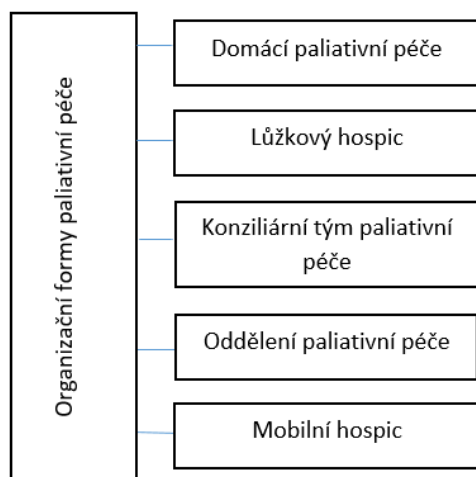 Organizační formy paliativní péče
Domácí paliativní péče
Lůžkový hospic
Konziliární tým paliativní
péče
Oddělení paliativní péče
Mobilní hospic